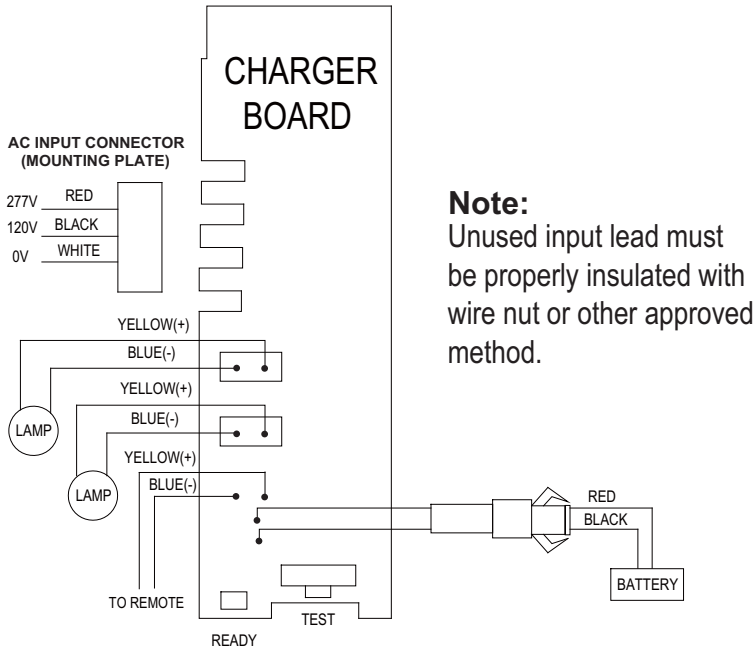 CHARGER
BOARD
AC INPUT CONNECTOR
(MOUNTING PLATE)
277V RED
120V BLACK
0V WHITE
Note:
Unused input lead must
be properly insulated with
wire nut or other approved
method.
YELLOW(+)
BLUE(-)
YELLOW(+)
BLUE(-)
LAMP
YELLOW(+)
BLUE(-)
LAMP
RED
BLACK
BATTERY
TO REMOTE
TEST
READY